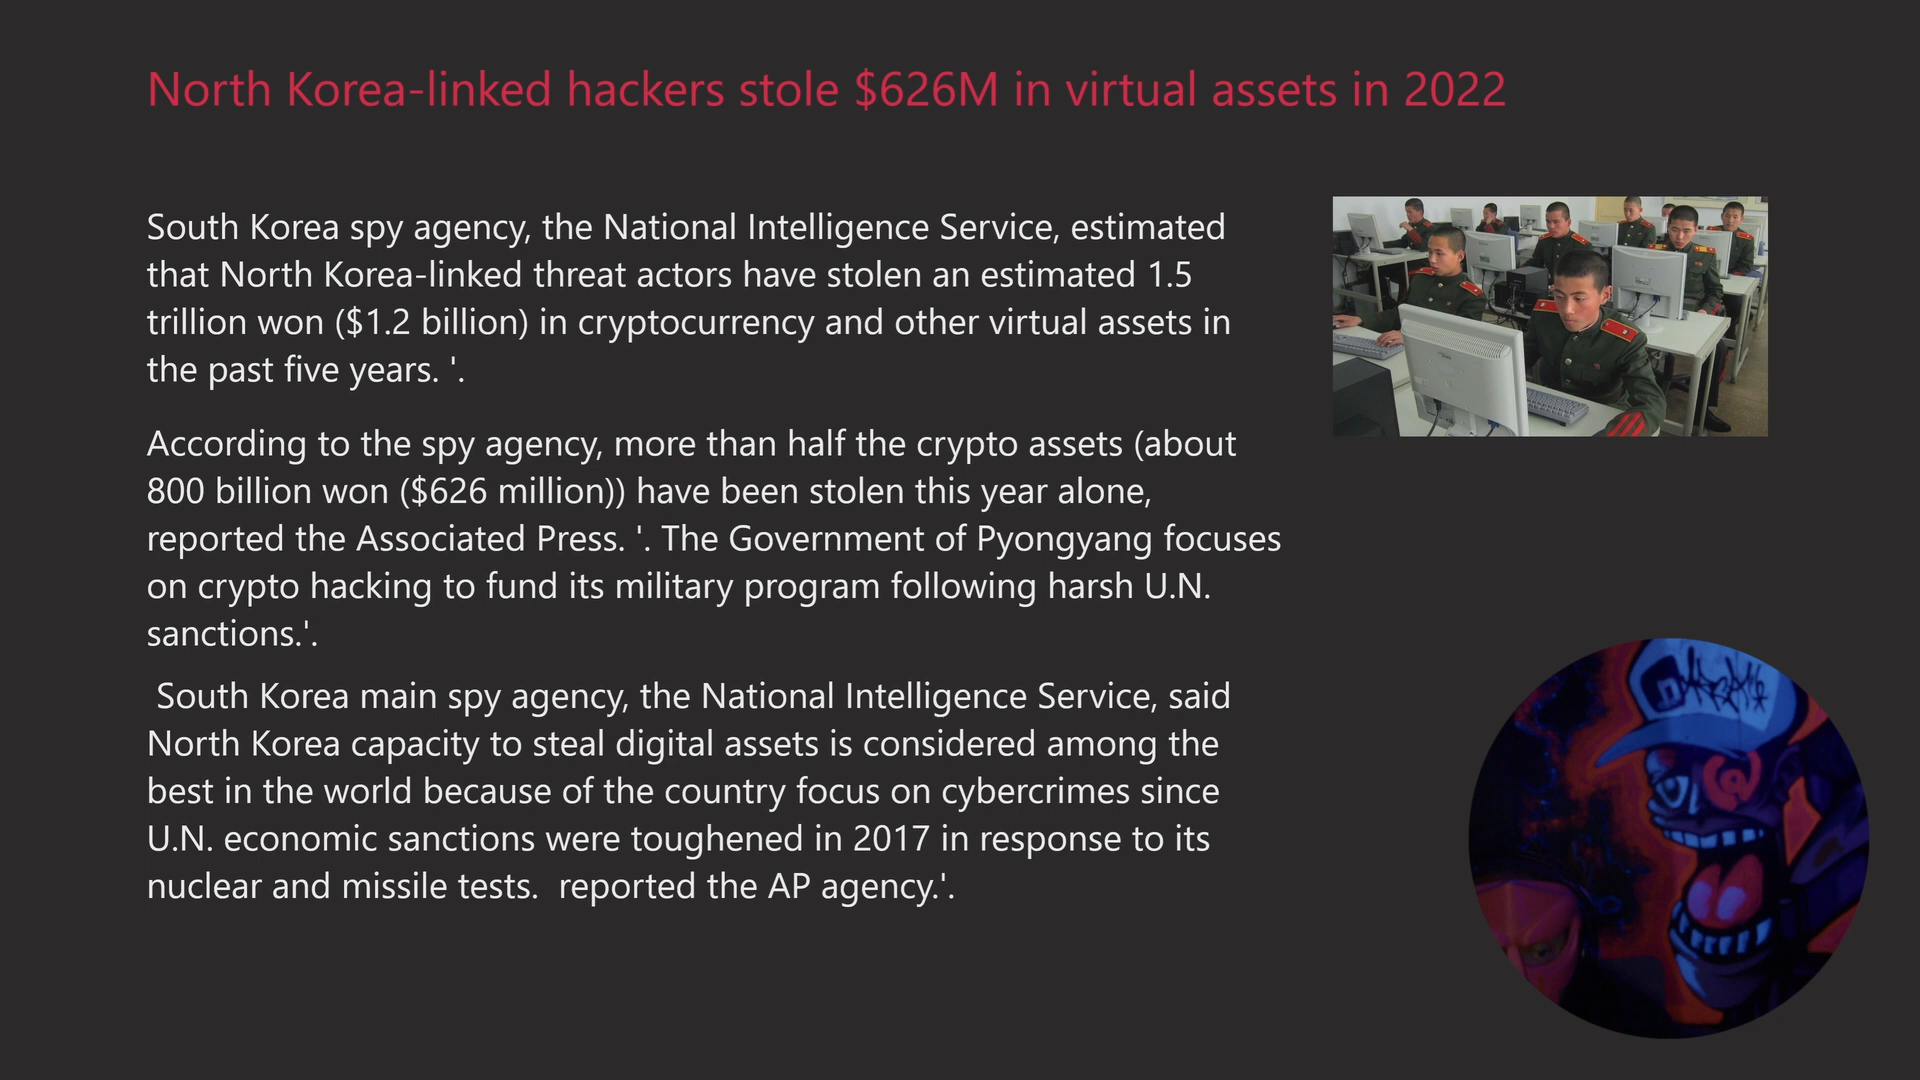 North Korea-linked hackers stole $626M in virtual assets in 2022
South Korea spy agency, the National Intelligence Service, estimated
that North Korea-linked threat actors have stolen an estimated 1.5
trillion won ($1.2 billion) in cryptocurrency and other virtual assets in
the past five years. '.
According to the spy agency, more than half the crypto assets (about
800 billion won ($626 million)) have been stolen this year alone,
reported the Associated Press. '. The Government of Pyongyang focuses
on crypto hacking to fund its military program following harsh U.N.
sanctions.'.
South Korea main spy agency, the National Intelligence Service, said
North Korea capacity to steal digital assets is considered among the
best in the world because of the country focus on cybercrimes since
U.N. economic sanctions were toughened in 2017 in response to its
nuclear and missile tests.  reported the AP agency.'.